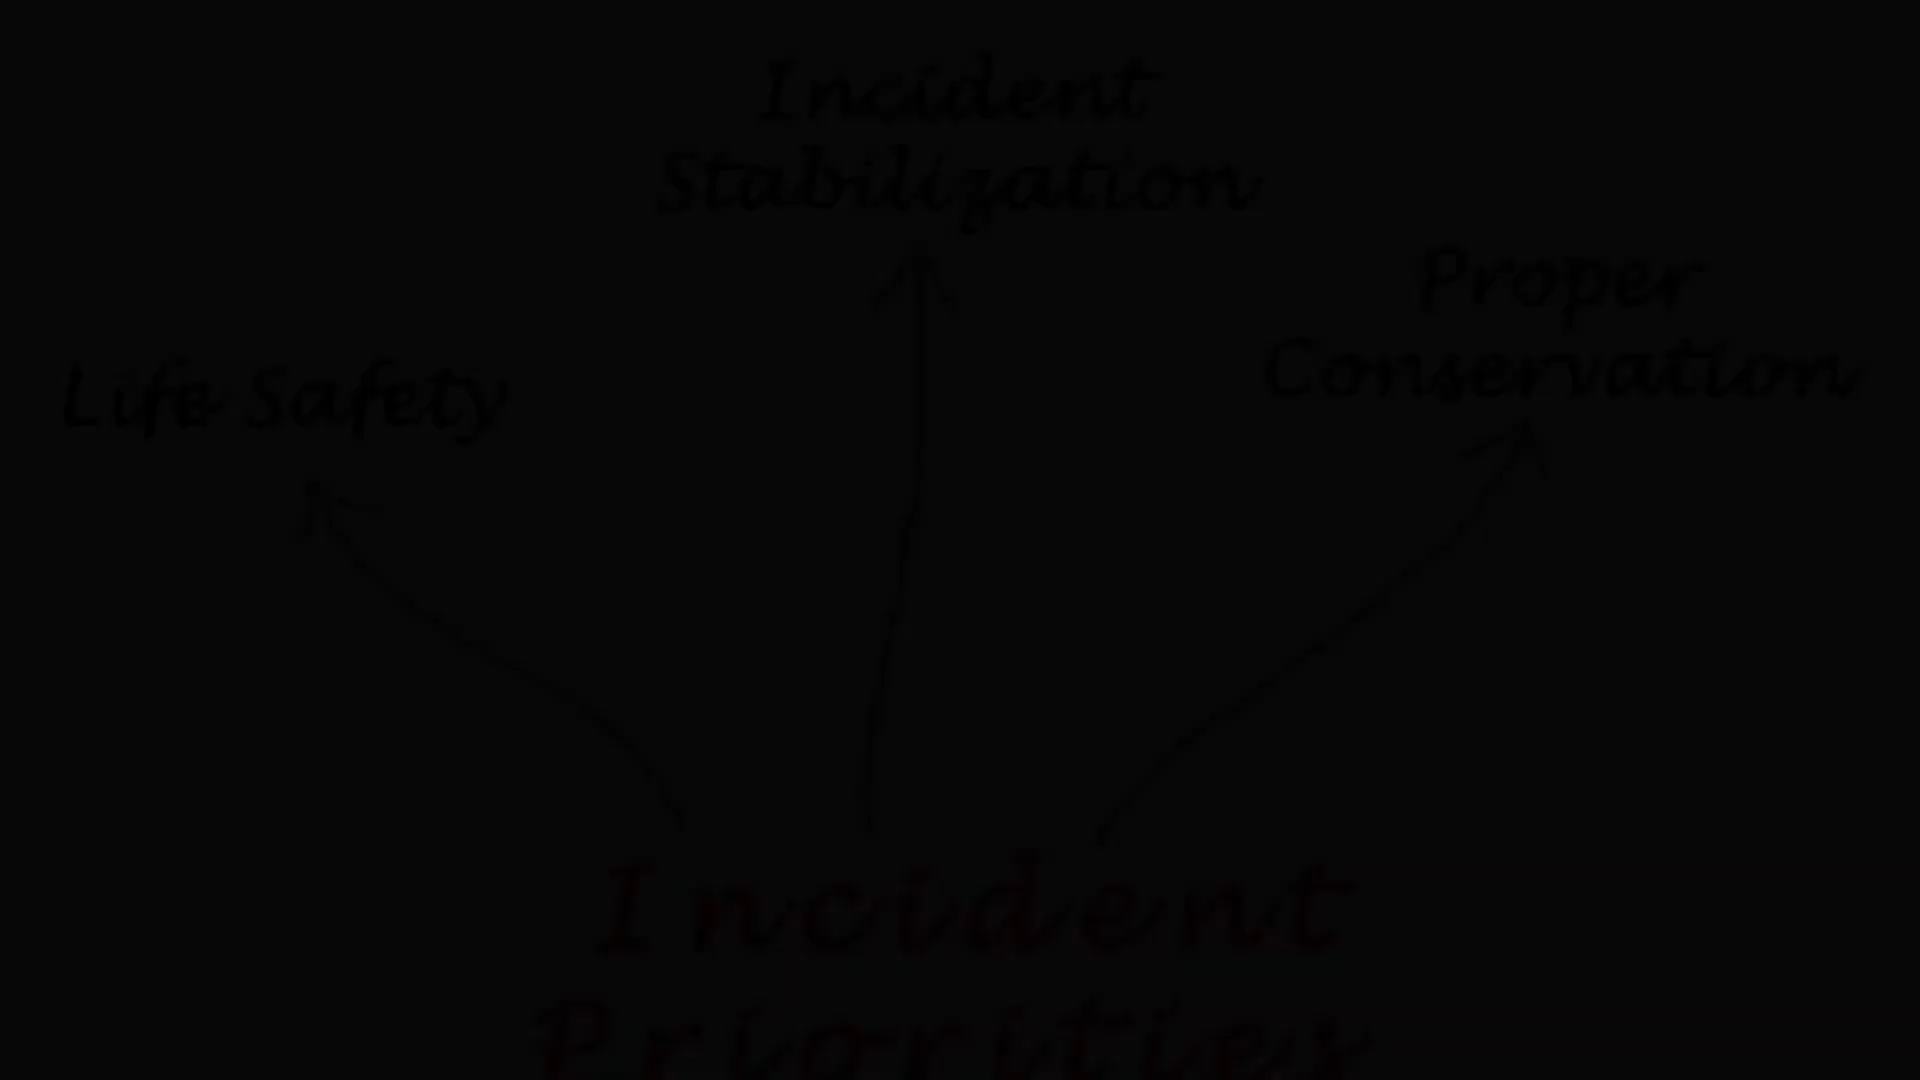 Incident
Stabilization
Proper
Conservation
Life Safety
Incident
Priorities